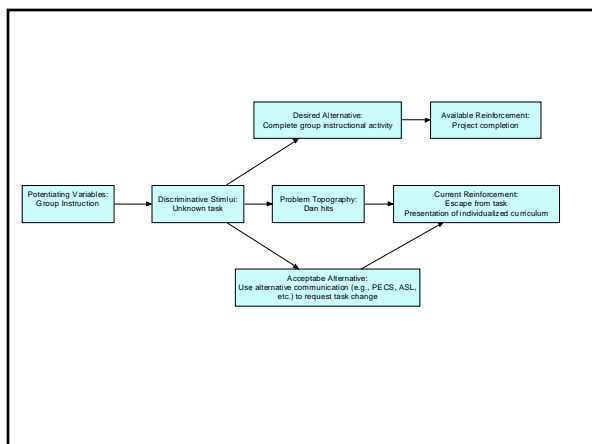 Desired Alternative:
Complete group instructional activity
Available Reinforcement:
Project completion
Potentiating Variables:
Group Instruction
Discriminative Stimlui:
Unknown task
Problem Topography:
Dan hits
Current Reinforcement:
Escape from task
Presentation of individualized curriculum
Acceptabe Alternative:
Use alternative communication (e.g., PECS, ASL,
etc.) to request task change